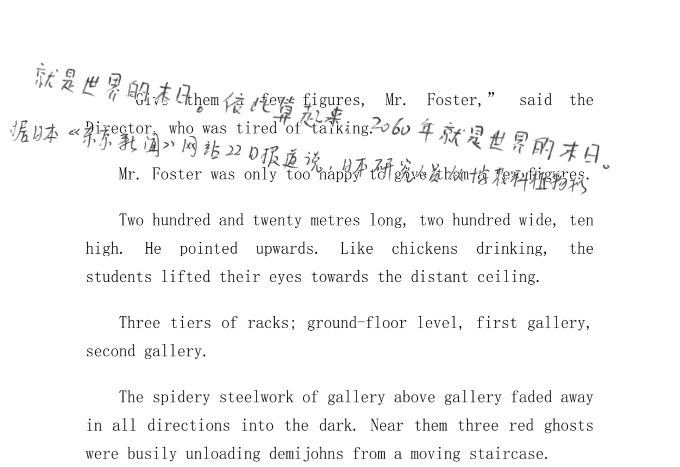 就是世界的末日。依此算起来
“Give them a few figures, Mr. Foster,” said the
2060年就是世界的末日。
Director, who was tired of talking.
据日本《东京新闻》网站22日报道说，日本研究人员
Mr. Foster was only too happy to give them a few figures.
Two hundred and twenty metres long, two hundred wide, ten
high. He pointed upwards. Like chickens drinking, the
students lifted their eyes towards the distant ceiling.
Three tiers of racks; ground-floor level, first gallery,
second gallery.
The spidery steelwork of gallery above gallery faded away
in all directions into the dark. Near them three red ghosts
were busily unloading demijohns from a moving staircase.